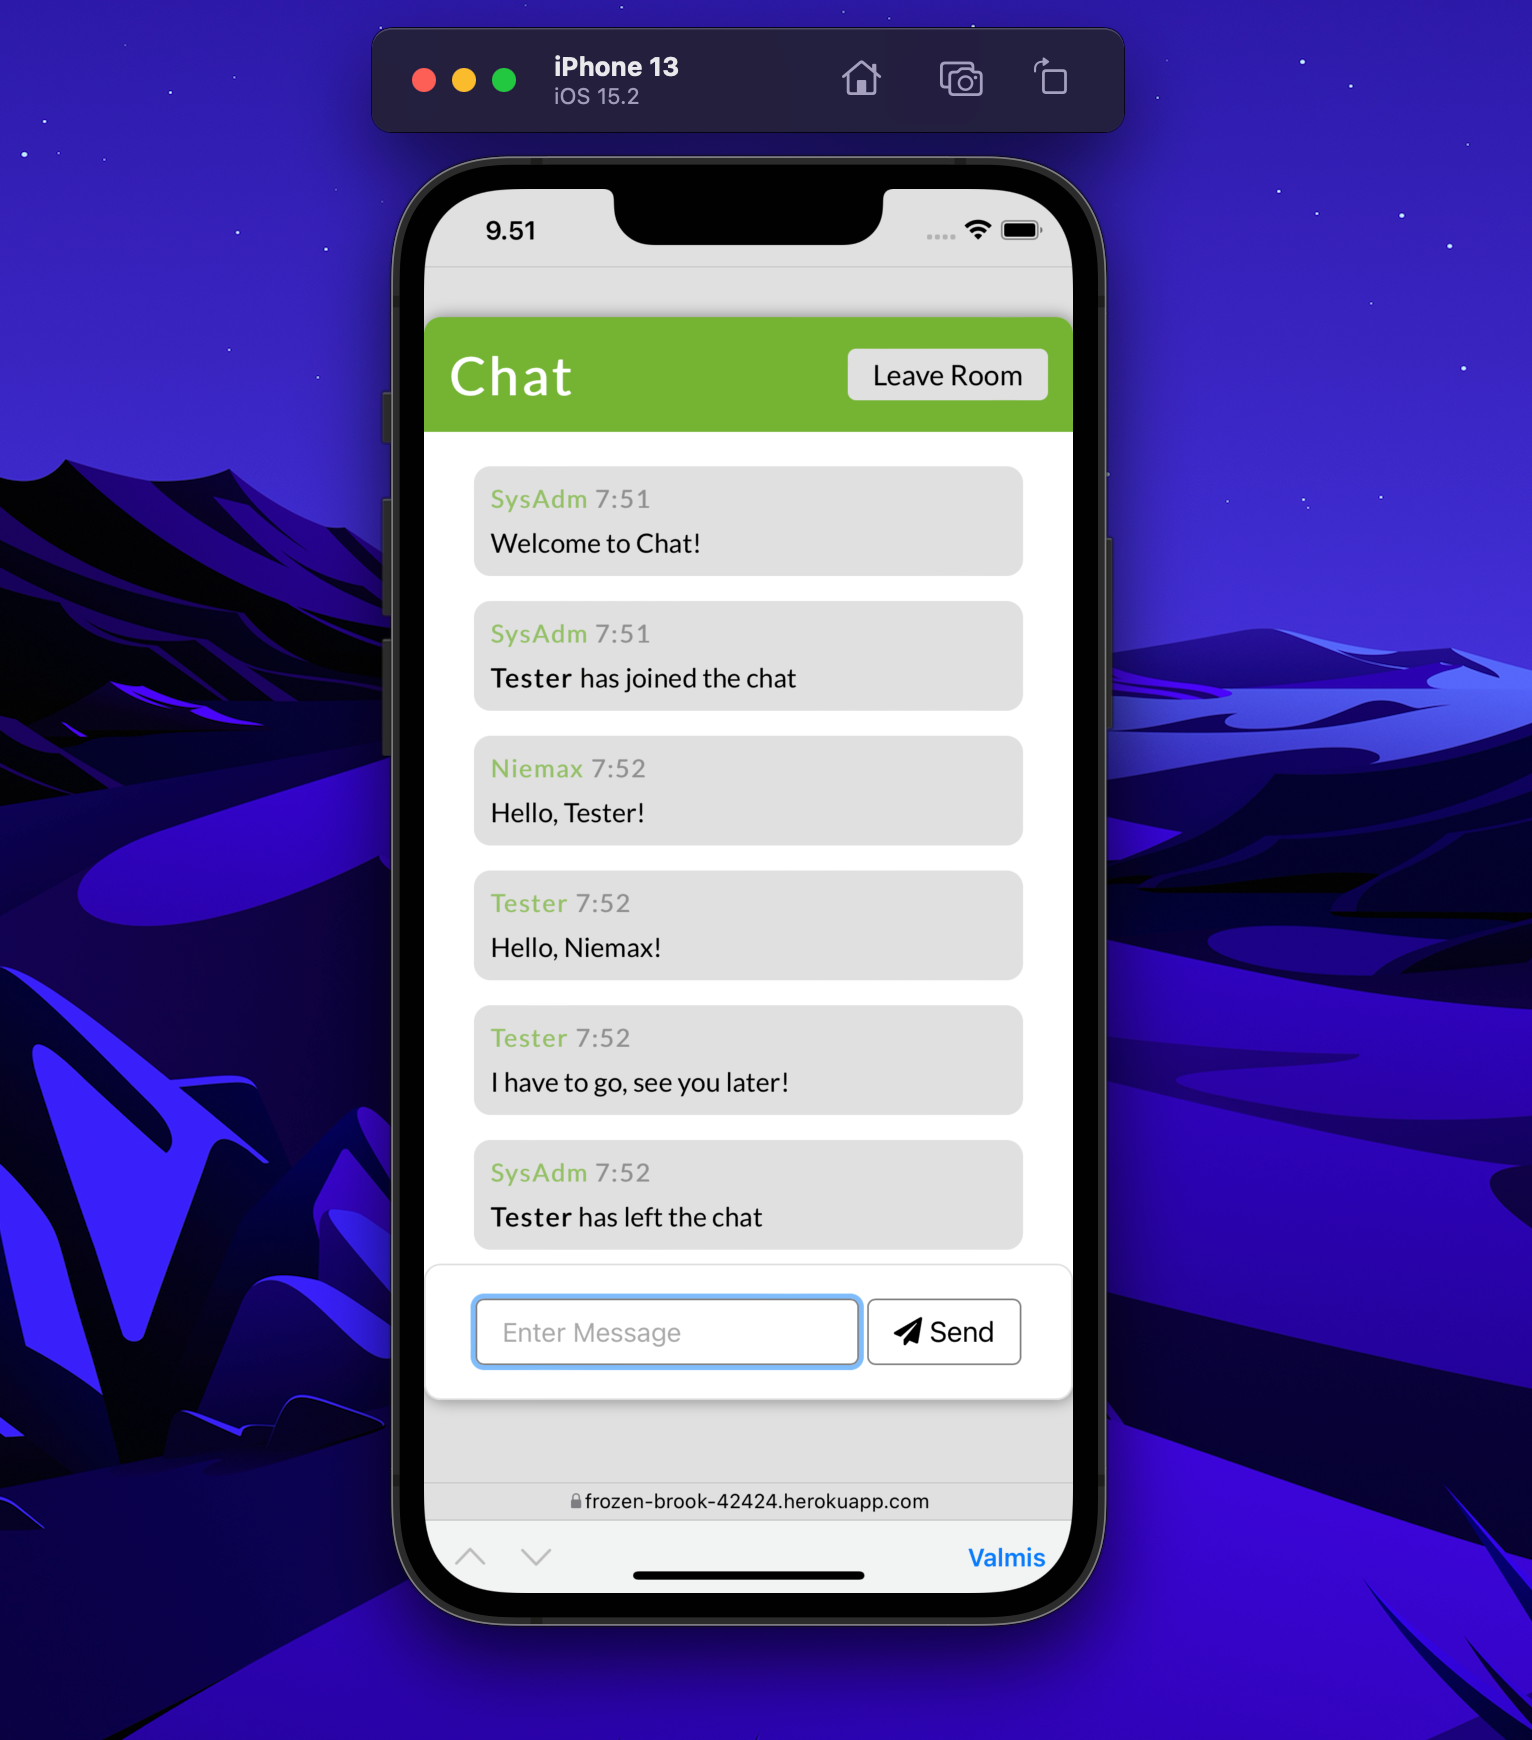 iPhone 13
iOS 15.2
9.51
Chat
Leave Room
SysAdm 7:51
Welcome to Chat!
SysAdm 7:51
Tester has joined the chat
Niemax 7:52
Hello, Tester!
Tester 7:52
Hello, Niemax!
Tester 7:52
I have to go, see you later!
SysAdm 7:52
Tester has left the chat
Enter Message
Send
frozen-brook-42424.herokuapp.com
Valmis